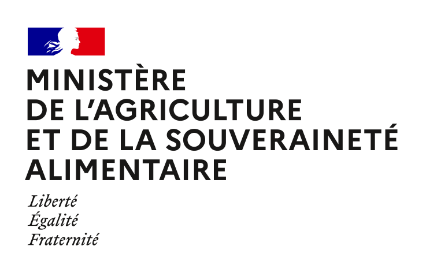 MINISTÈRE
DE L'AGRICULTURE
ET DE LA SOUVERAINETÉ
ALIMENTAIRE
Liberté
Égalité
Fraternité